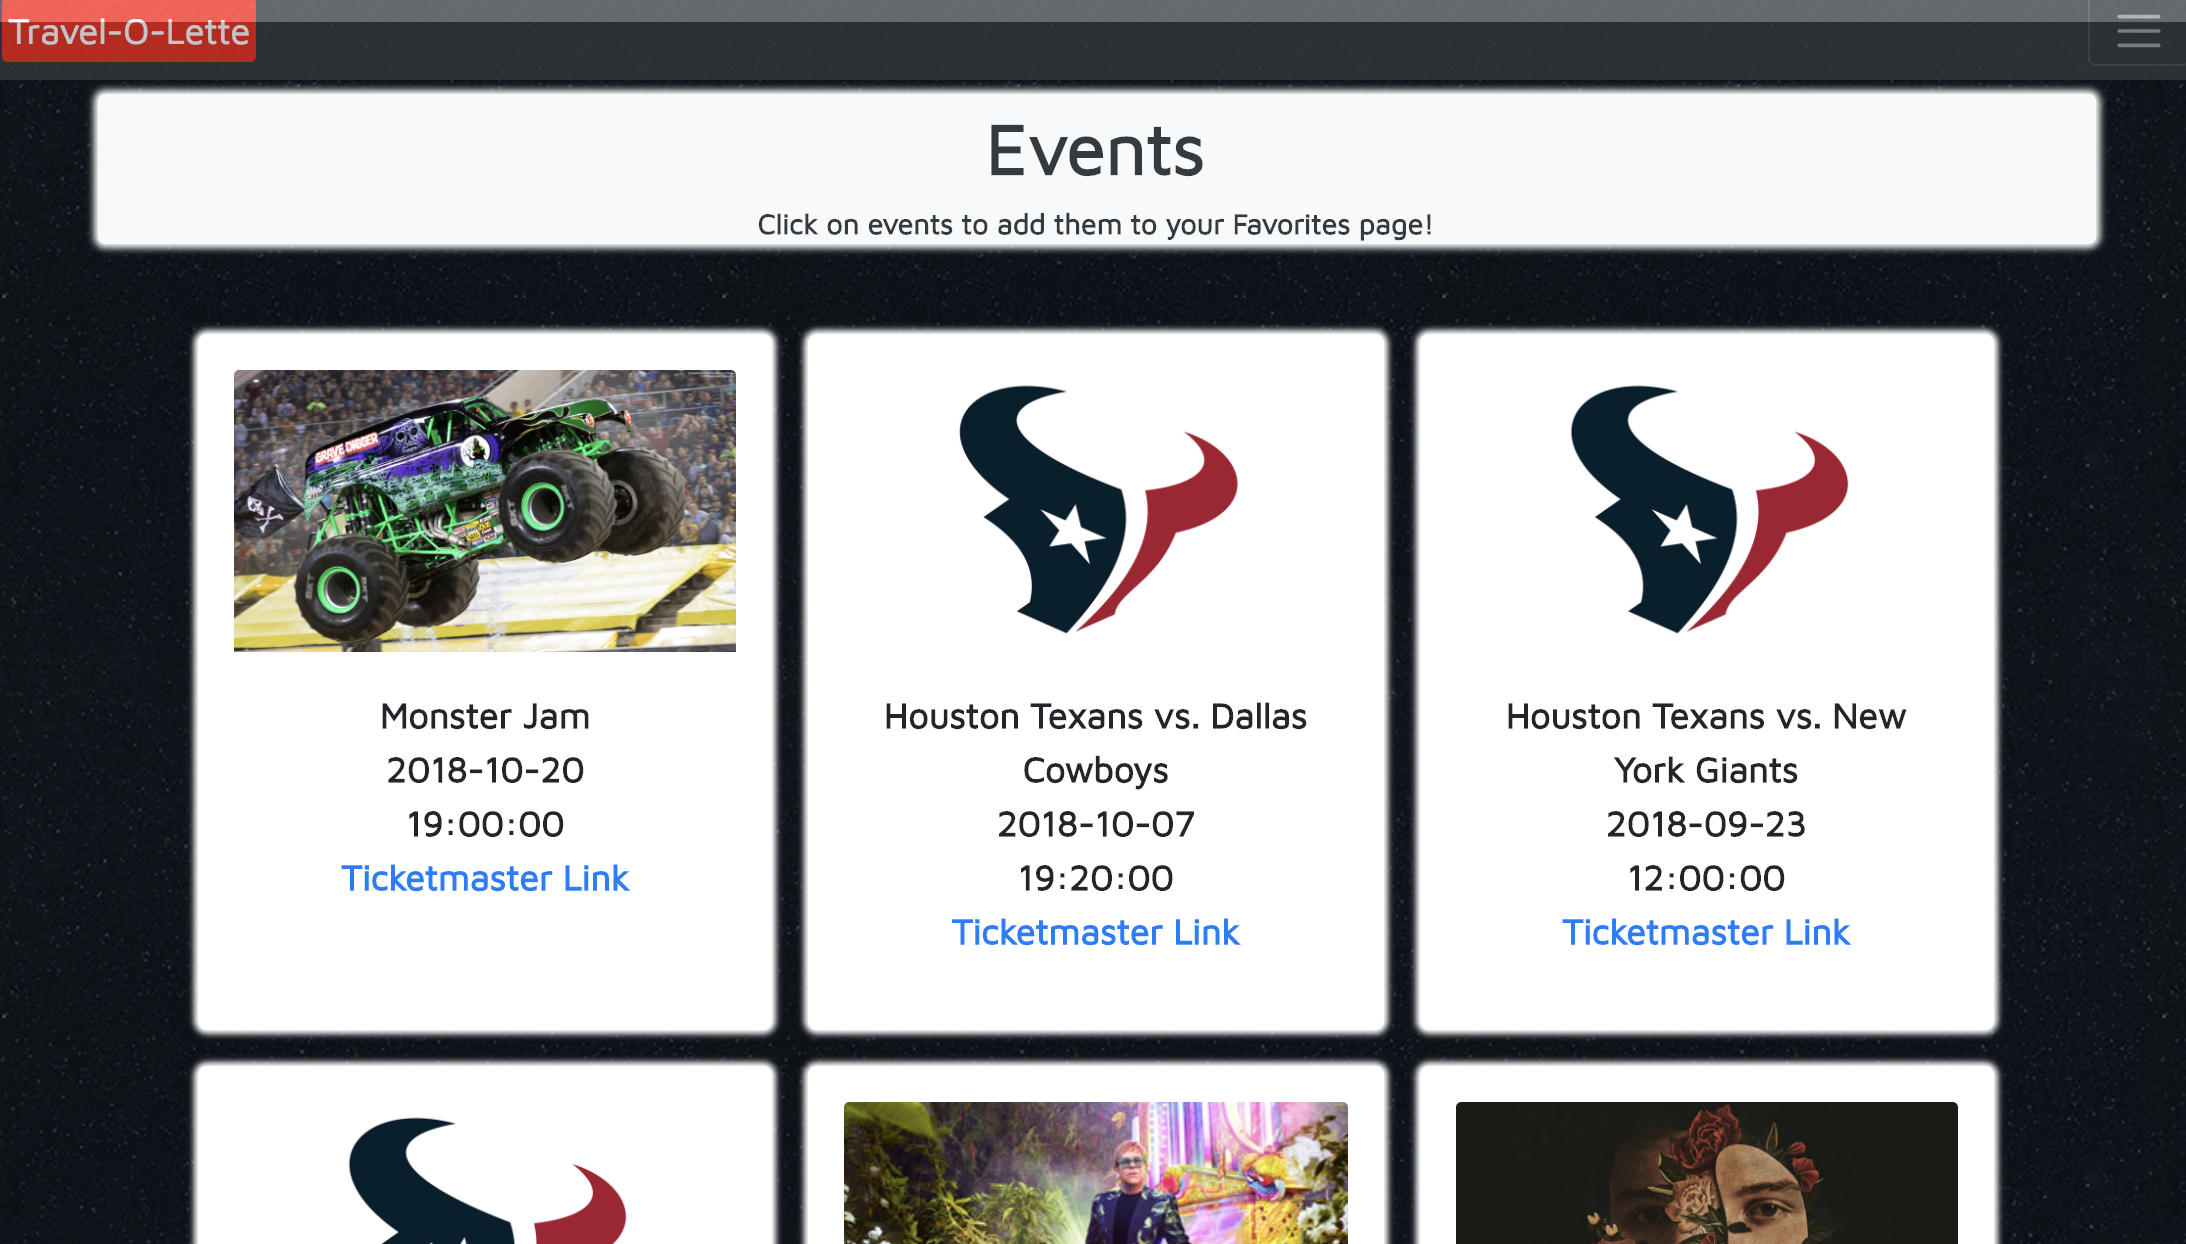 Travel-O-Lette
Events
Click on events to add them to your Favorites page!
GRAVE DIGGER
Monster Jam
2018-10-20
19:00:00
Ticketmaster Link
Houston Texans vs. Dallas
Cowboys
2018-10-07
19:20:00
Ticketmaster Link
Houston Texans vs. New
York Giants
2018-09-23
12:00:00
Ticketmaster Link